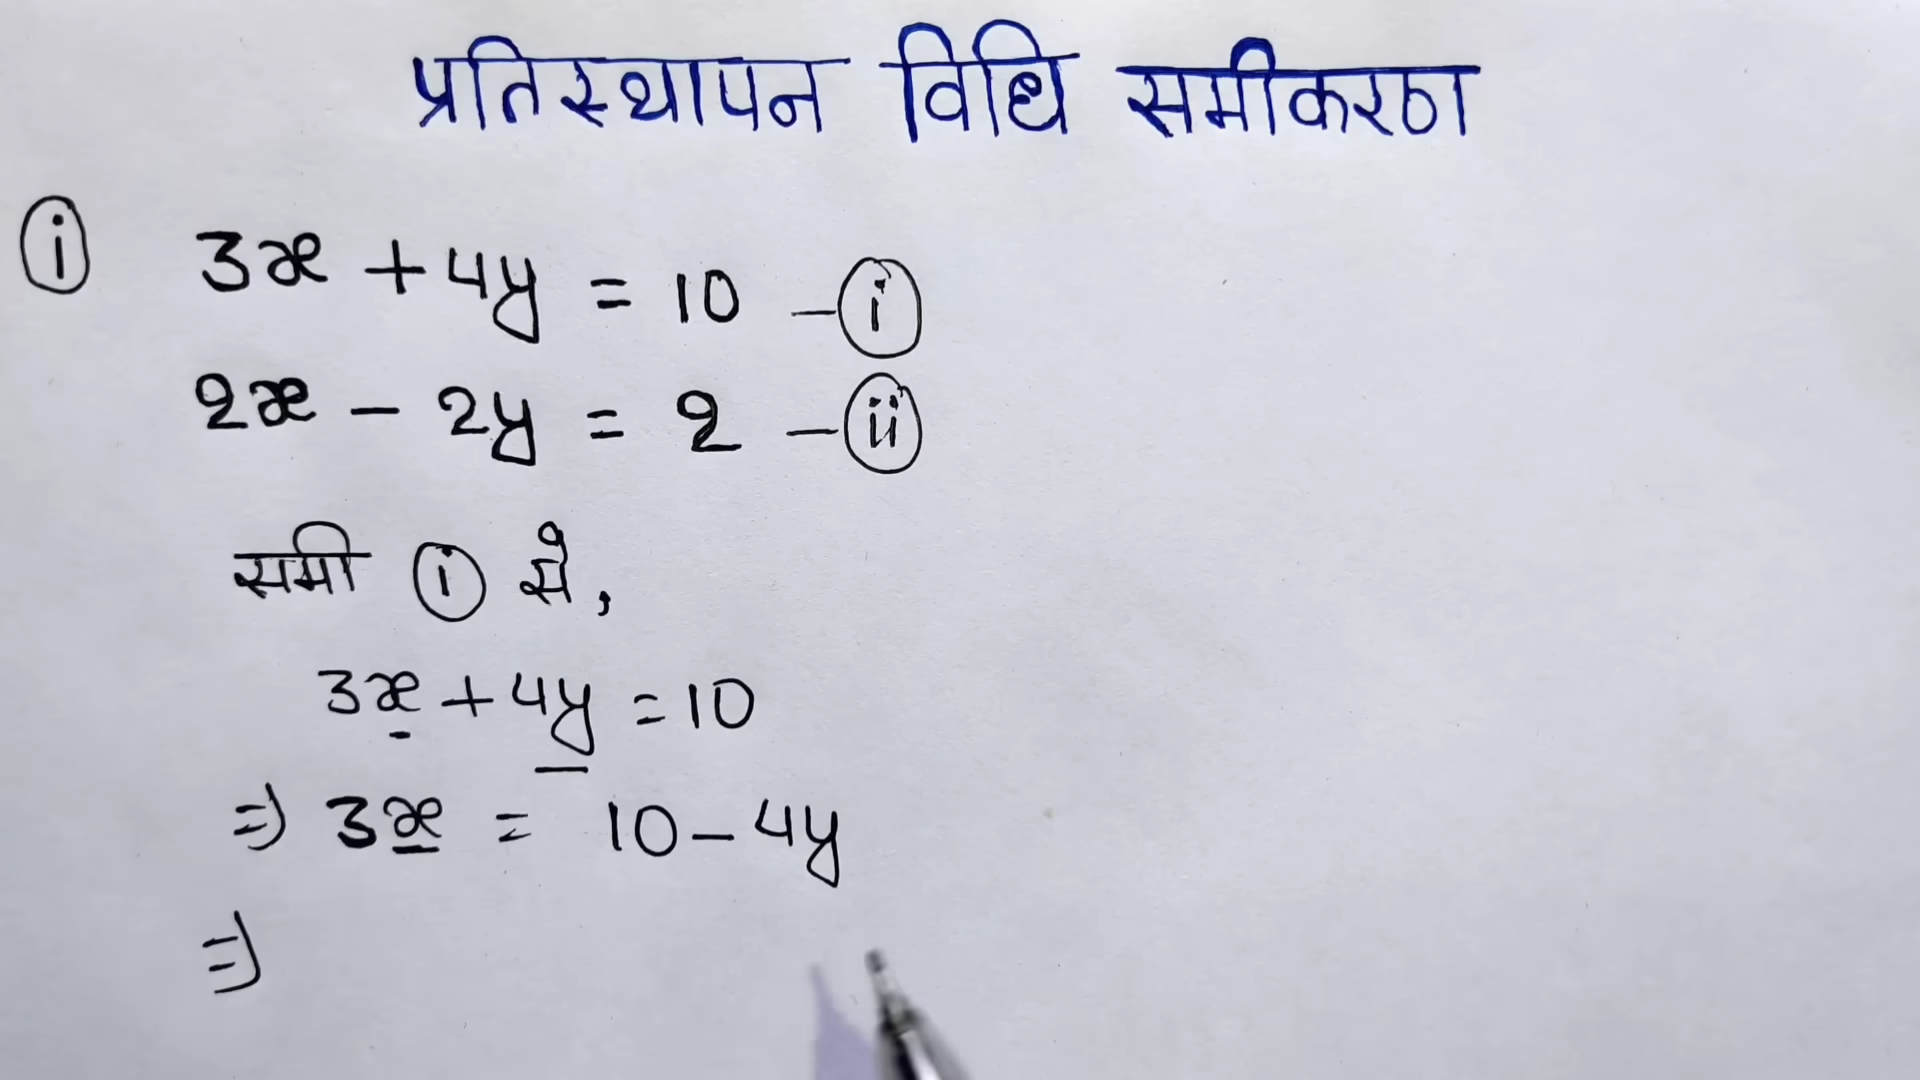 प्रतिस्थापन विधि समीकरण
(i) 3x + 4y = 10 - (i)
2x - 2y = 2 - (ii)
समी (i) से,
3x + 4y = 10
=) 3x = 10 - 4y
=)